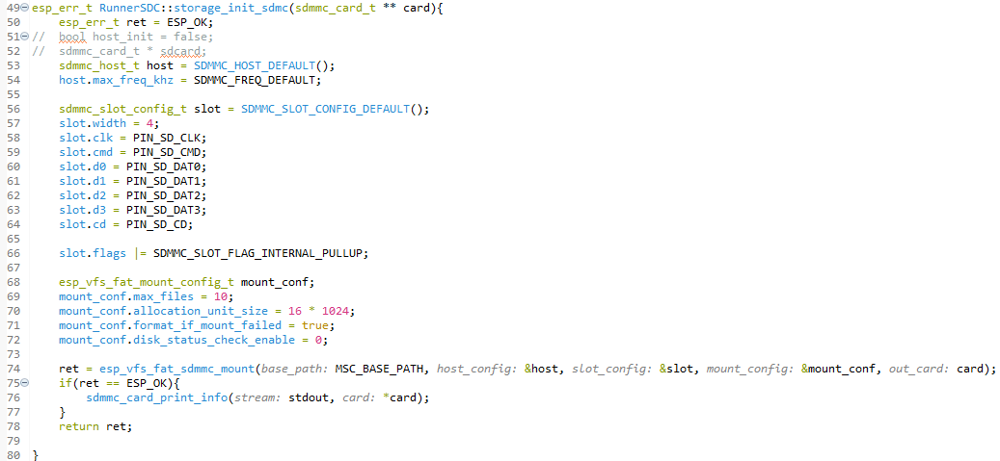 49 esp_err_t RunnerSDC::storage_init_sdmc(sdmmc_card_t ** card){
50     esp_err_t ret = ESP_OK;
51 //  bool host_init = false;
52 //  sdmmc_card_t * sdcard;
53     sdmmc_host_t host = SDMMC_HOST_DEFAULT();
54     host.max_freq_khz = SDMMC_FREQ_DEFAULT;
55
56     sdmmc_slot_config_t slot = SDMMC_SLOT_CONFIG_DEFAULT();
57     slot.width = 4;
58     slot.clk = PIN_SD_CLK;
59     slot.cmd = PIN_SD_CMD;
60     slot.d0 = PIN_SD_DAT0;
61     slot.d1 = PIN_SD_DAT1;
62     slot.d2 = PIN_SD_DAT2;
63     slot.d3 = PIN_SD_DAT3;
64     slot.cd = PIN_SD_CD;
65
66     slot.flags |= SDMMC_SLOT_FLAG_INTERNAL_PULLUP;
67
68     esp_vfs_fat_mount_config_t mount_conf;
69     mount_conf.max_files = 10;
70     mount_conf.allocation_unit_size = 16 * 1024;
71     mount_conf.format_if_mount_failed = true;
72     mount_conf.disk_status_check_enable = 0;
73
74     ret = esp_vfs_fat_sdmmc_mount(base_path: MSC_BASE_PATH, host_config: &host, slot_config: &slot, mount_config: &mount_conf, out_card: card);
75     if(ret == ESP_OK){
76         sdmmc_card_print_info(stream: stdout, card: *card);
77     }
78     return ret;
79
80 }